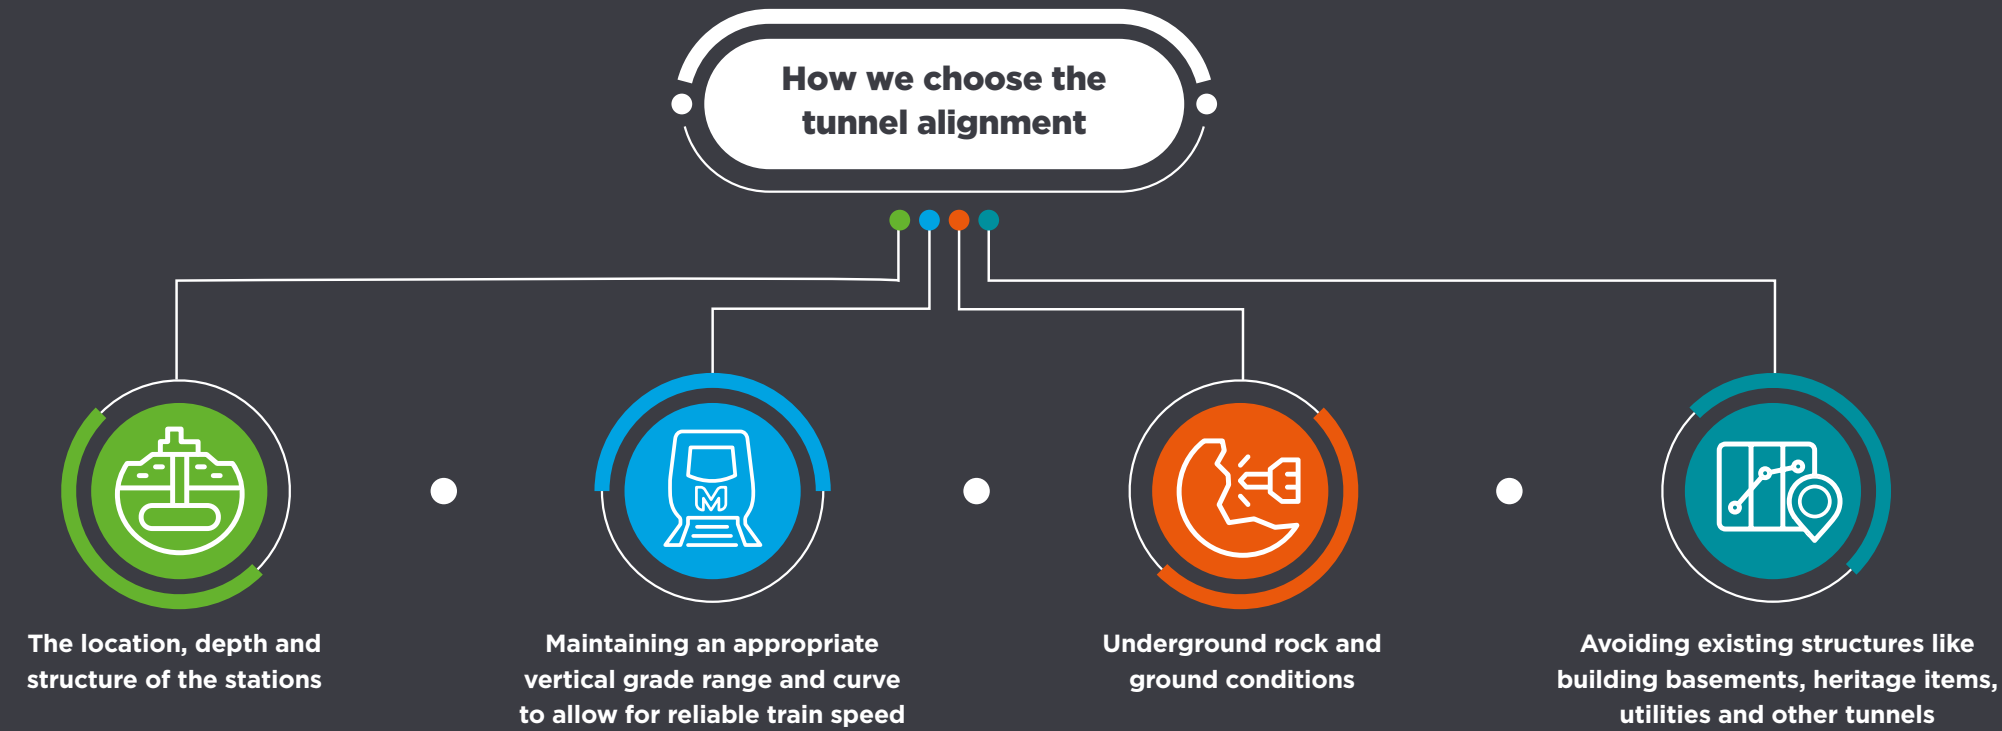 How we choose the
tunnel alignment
M
The location, depth and
structure of the stations
Maintaining an appropriate
vertical grade range and curve
to allow for reliable train speed
Underground rock and
ground conditions
Avoiding existing structures like
building basements, heritage items,
utilities and other tunnels